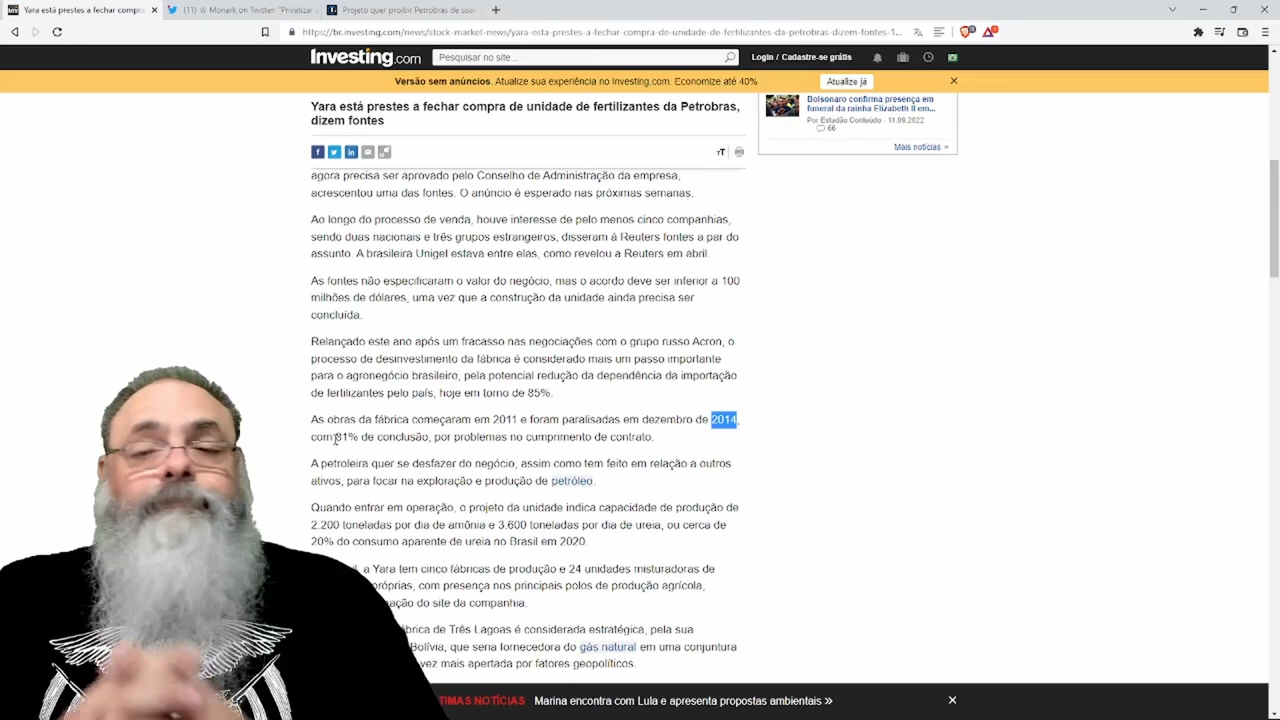 Yara está prestes a fechar compra
(11) Monark on Twitter: "Privatizar
Projeto quer proibir Petrobras de usar
br.investing.com/news/stock-market-news/yara-esta-prestes-a-fechar-compra-de-unidade-de-fertilizantes-da-petrobras-dizem-fontes-1...
Investing.com
Pesquisar no site...
Login / Cadastre-se grátis
Versão sem anúncios. Atualize sua experiência no Investing.com. Economize até 40%
Atualize já
Yara está prestes a fechar compra de unidade de fertilizantes da Petrobras,
dizem fontes
Bolsonaro confirma presença em
funeral da rainha Elizabeth II em...
Por Estadão Conteúdo - 11.09.2022
66
Mais notícias »
agora precisa ser aprovado pelo Conselho de Administração da empresa,
acrescentou uma das fontes. O anúncio é esperado nas próximas semanas.
Ao longo do processo de venda, houve interesse de pelo menos cinco companhias,
sendo duas nacionais e três grupos estrangeiros, disseram à Reuters fontes a par do
assunto. A brasileira Unigel estava entre elas, como revelou a Reuters em abril.
As fontes não especificaram o valor do negócio, mas o acordo deve ser inferior a 100
milhões de dólares, uma vez que a construção da unidade ainda precisa ser
concluída.
Relançado este ano após um fracasso nas negociações com o grupo russo Acron, o
processo de desinvestimento da fábrica é considerado mais um passo importante
para o agronegócio brasileiro, pela potencial redução da dependência da importação
de fertilizantes pelo país, hoje em torno de 85%.
As obras da fábrica começaram em 2011 e foram paralisadas em dezembro de 2014,
com 81% de conclusão, por problemas no cumprimento de contrato.
A petroleira quer se desfazer do negócio, assim como tem feito em relação a outros
ativos, para focar na exploração e produção de petróleo.
Quando entrar em operação, o projeto da unidade indica capacidade de produção de
2.200 toneladas por dia de amônia e 3.600 toneladas por dia de ureia, ou cerca de
20% do consumo aparente de ureia no Brasil em 2020.
a Yara tem cinco fábricas de produção e 24 unidades misturadoras de
próprias, com presença nos principais polos de produção agrícola,
do site da companhia.
de Três Lagoas é considerada estratégica, pela sua
Bolívia, que seria fornecedora do gás natural em uma conjuntura
vez mais apertada por fatores geopolíticos.
NOTÍCIAS
Marina encontra com Lula e apresenta propostas ambientais »